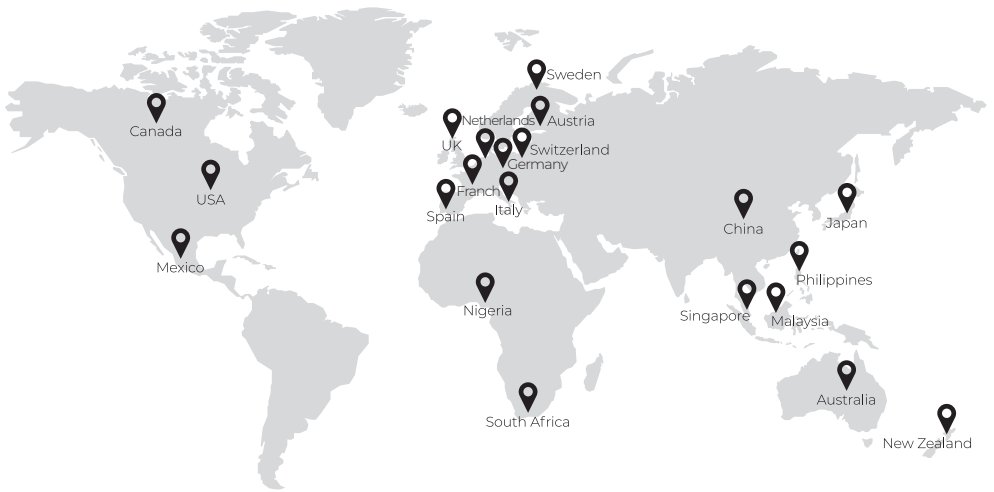 Sweden
Canada
Netherlands
Austria
UK
Switzerland
Germany
USA
Franch
Italy
Spain
China
Japan
Mexico
Philippines
Nigeria
Singapore
Malaysia
Australia
South Africa
New Zealand